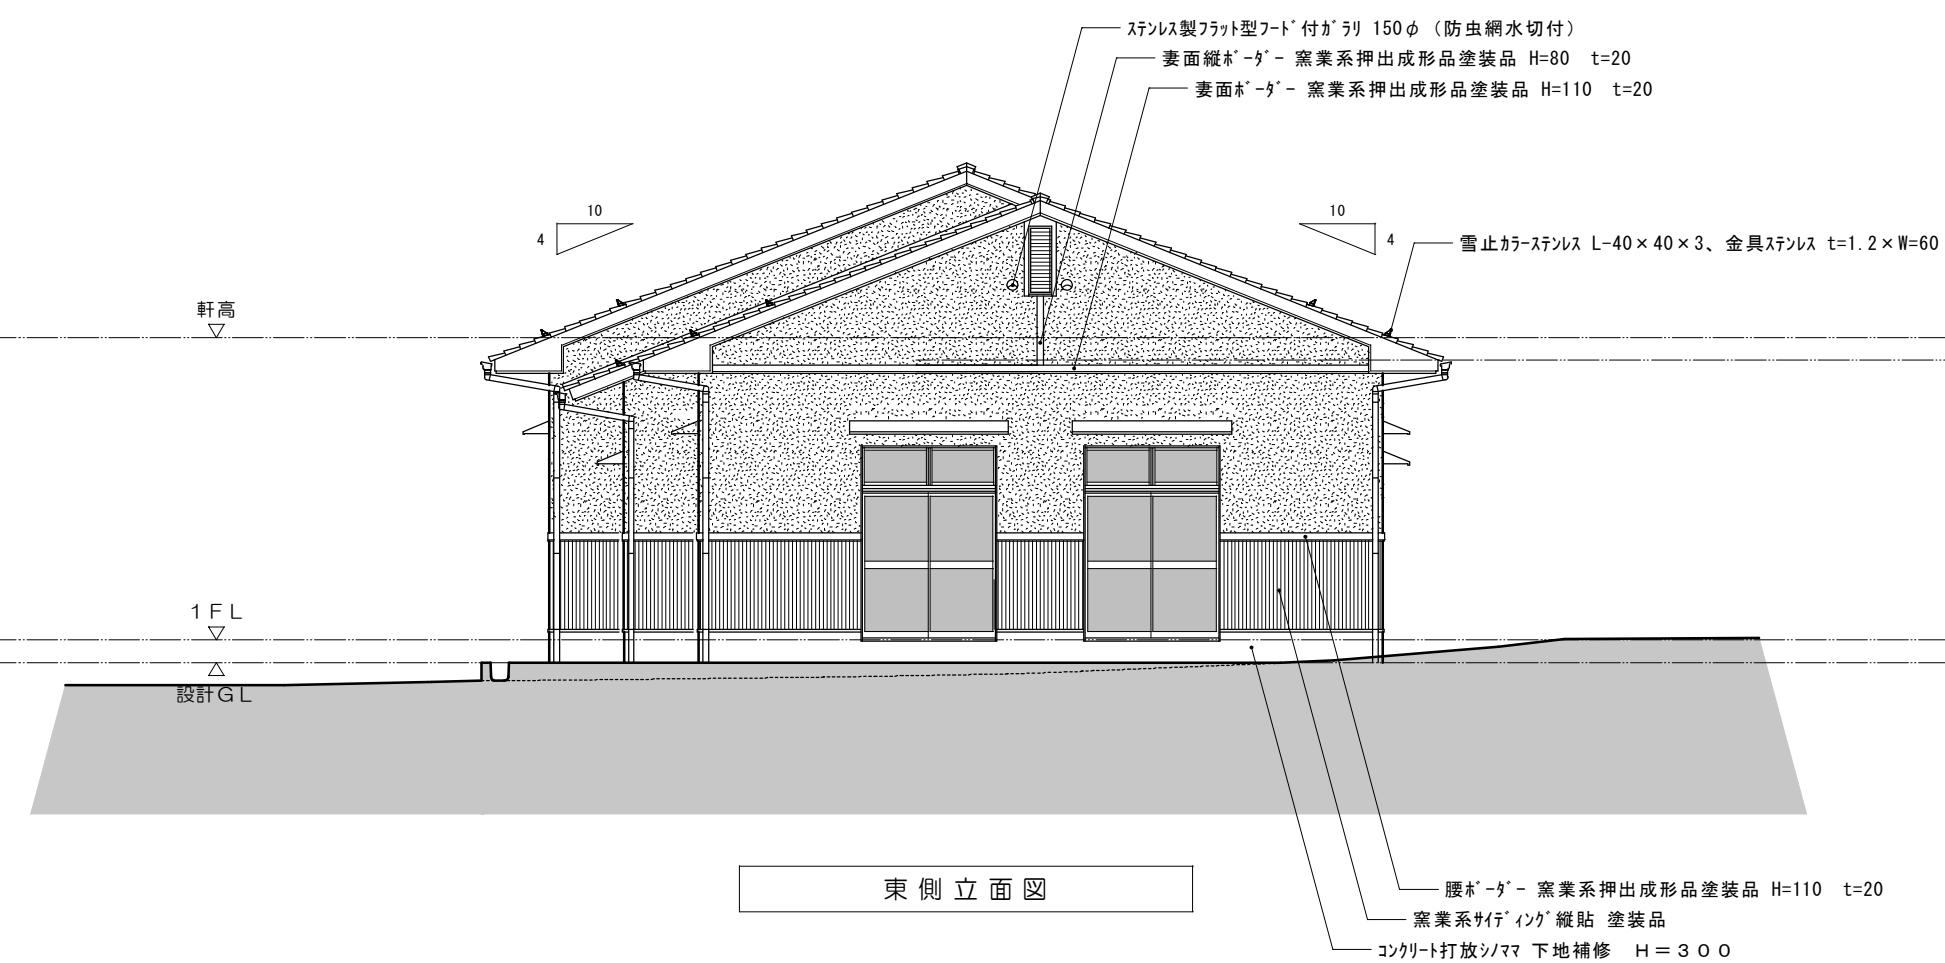 ｽﾃﾝﾚｽ製ﾌﾗｯﾄ型ﾌｰﾄﾞ付ｶﾞﾗﾘ 150φ （防虫網水切付）
妻面縦ﾎﾞｰﾀﾞｰ 窯業系押出成形品塗装品 H=80 t=20
妻面ﾎﾞｰﾀﾞｰ 窯業系押出成形品塗装品 H=110 t=20
10
4
10
4
雪止ｶﾗｰｽﾃﾝﾚｽ L-40×40×3、金具ｽﾃﾝﾚｽ t=1.2×W=60
軒高
１ＦＬ
設計ＧＬ
東側立面図
腰ﾎﾞｰﾀﾞｰ 窯業系押出成形品塗装品 H=110 t=20
窯業系ｻｲﾃﾞｨﾝｸﾞ縦貼 塗装品
ｺﾝｸﾘｰﾄ打放ｼﾉﾏﾏ 下地補修 Ｈ＝３００